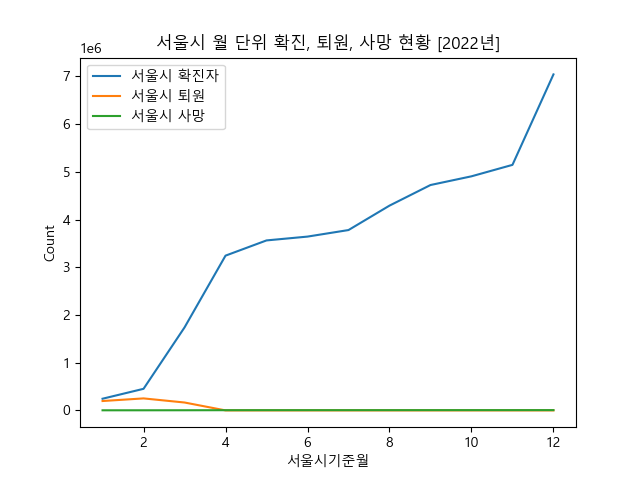 서울시 월 단위 확진, 퇴원, 사망 현황 [2022년]
1e6
서울시 확진자
서울시 퇴원
서울시 사망
7
6
5
4
3
2
1
0
Count
2 4 6 8 10 12
서울시기준월